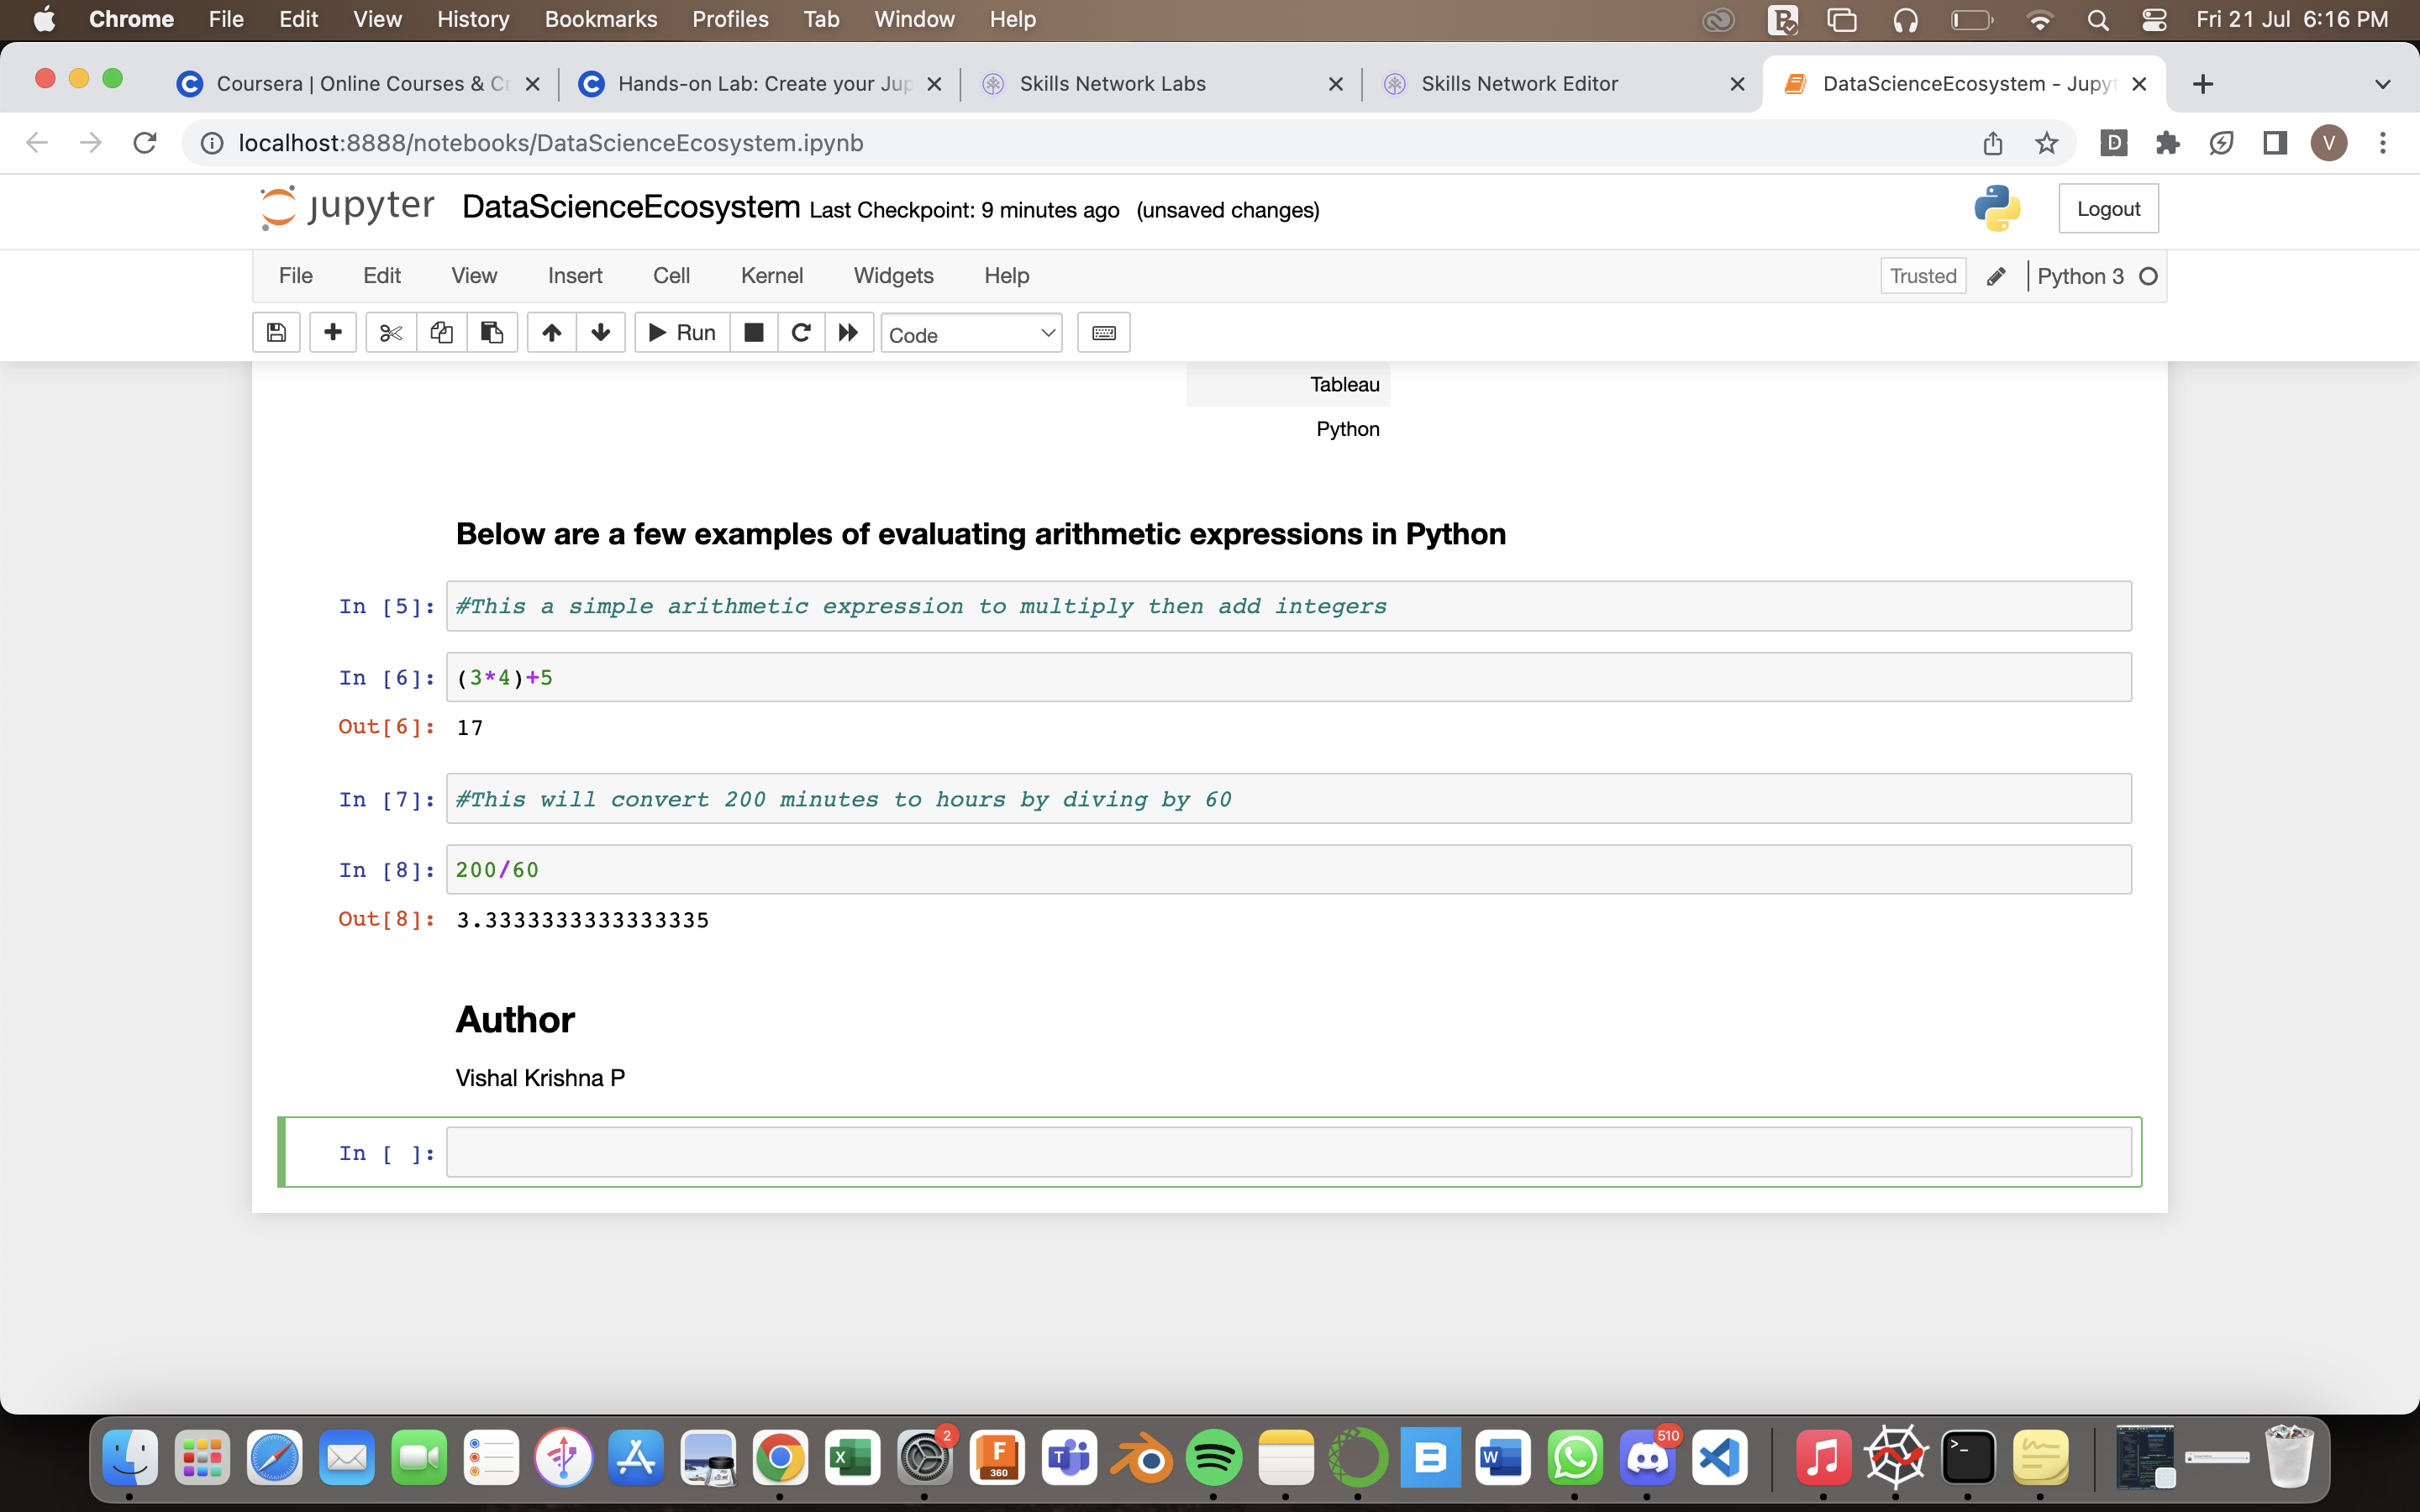 Chrome File Edit View History Bookmarks Profiles Tab Window Help Fri 21 Jul 6:16 PM
Coursera | Online Courses & Cr Hands-on Lab: Create your Jup Skills Network Labs Skills Network Editor DataScienceEcosystem - Jupyt
localhost:8888/notebooks/DataScienceEcosystem.ipynb D V
jupyter DataScienceEcosystem Last Checkpoint: 9 minutes ago (unsaved changes) Logout
File Edit View Insert Cell Kernel Widgets Help Trusted Python 3
Run Code
Tableau
Python
Below are a few examples of evaluating arithmetic expressions in Python
In [5]: #This a simple arithmetic expression to multiply then add integers
In [6]: (3*4)+5
Out[6]: 17
In [7]: #This will convert 200 minutes to hours by diving by 60
In [8]: 200/60
Out[8]: 3.3333333333333335
Author
Vishal Krishna P
In [ ]:
2 510
X F 360 T B W >_